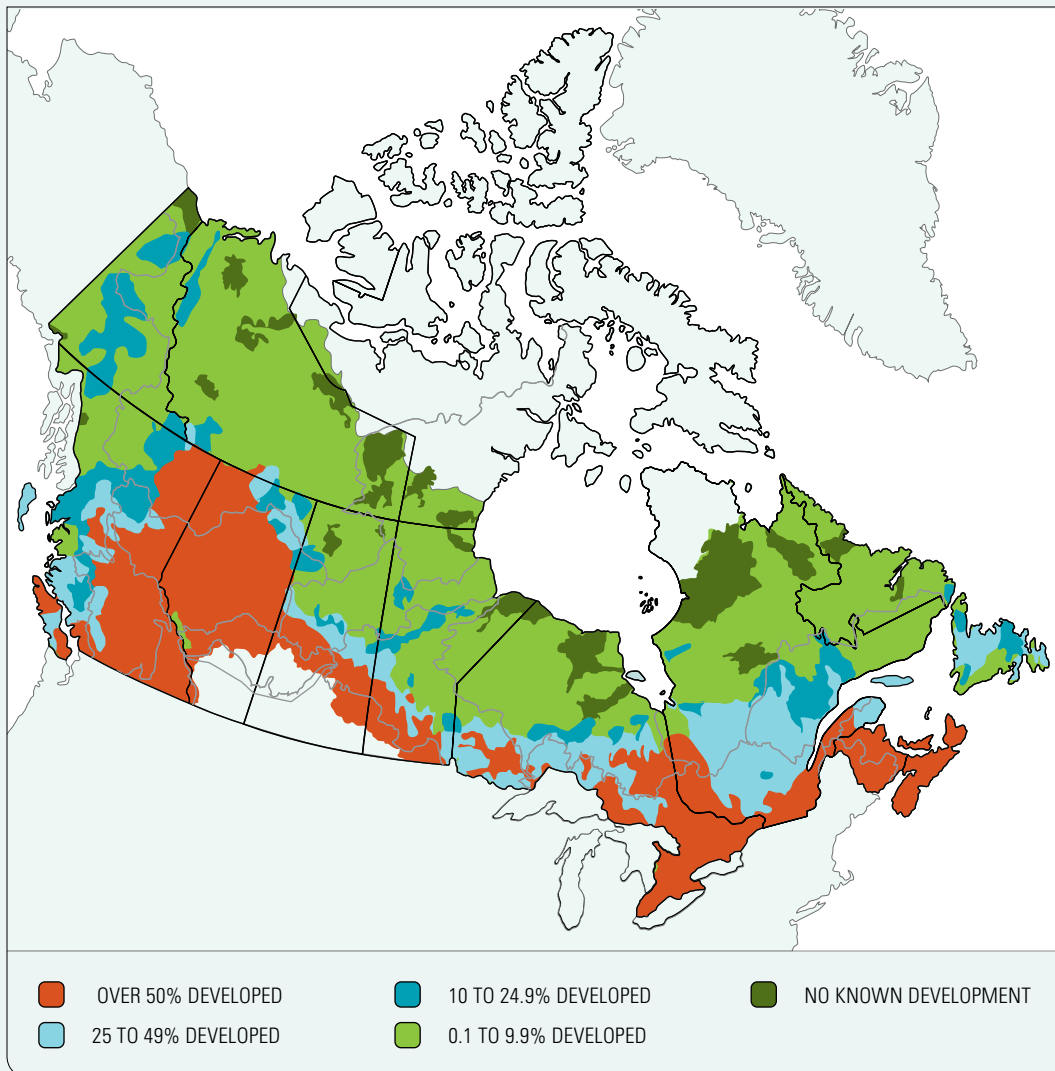 OVER 50% DEVELOPED
25 TO 49% DEVELOPED
10 TO 24.9% DEVELOPED
0.1 TO 9.9% DEVELOPED
NO KNOWN DEVELOPMENT